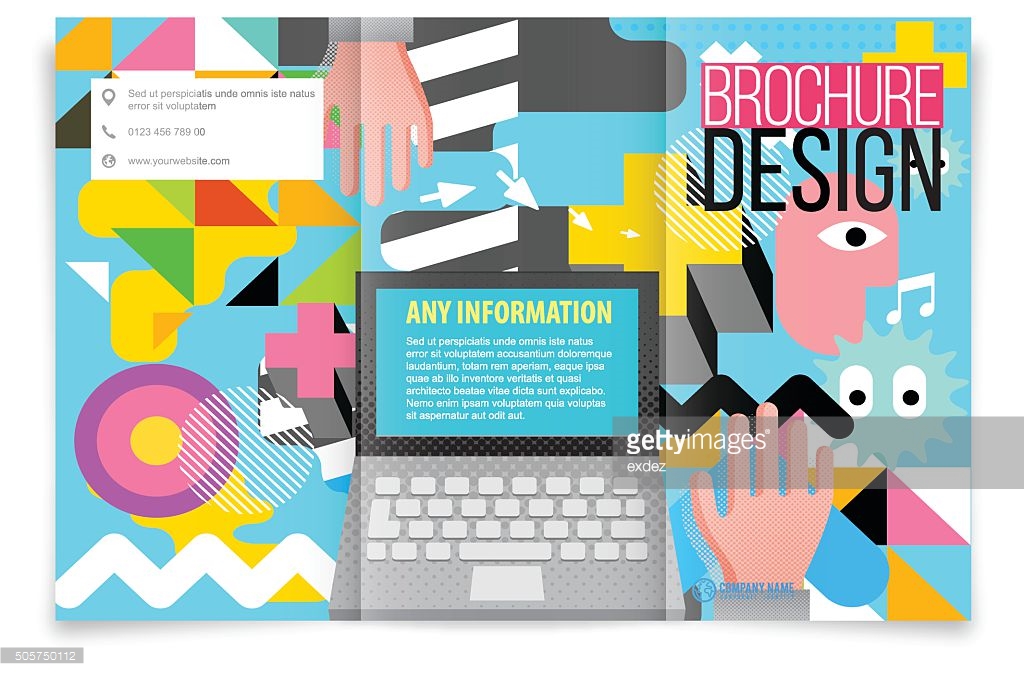 Sed ut perspiciatis unde omnis iste natus
error sit voluptatem
0123 456 789 00
www.yourwebsite.com
ANY INFORMATION
Sed ut perspiciatis unde omnis iste natus
error sit voluptatem accusantium doloremque
laudantium, totam rem aperiam, eaque ipsa
quae ab illo inventore veritatis et quasi
architecto beatae vitae dicta sunt explicabo.
Nemo enim ipsam voluptatem quia voluptas
sit aspernatur aut odit aut.
BROCHURE
DESIGN
gettyimages
exdez
COMPANY NAME
505750112